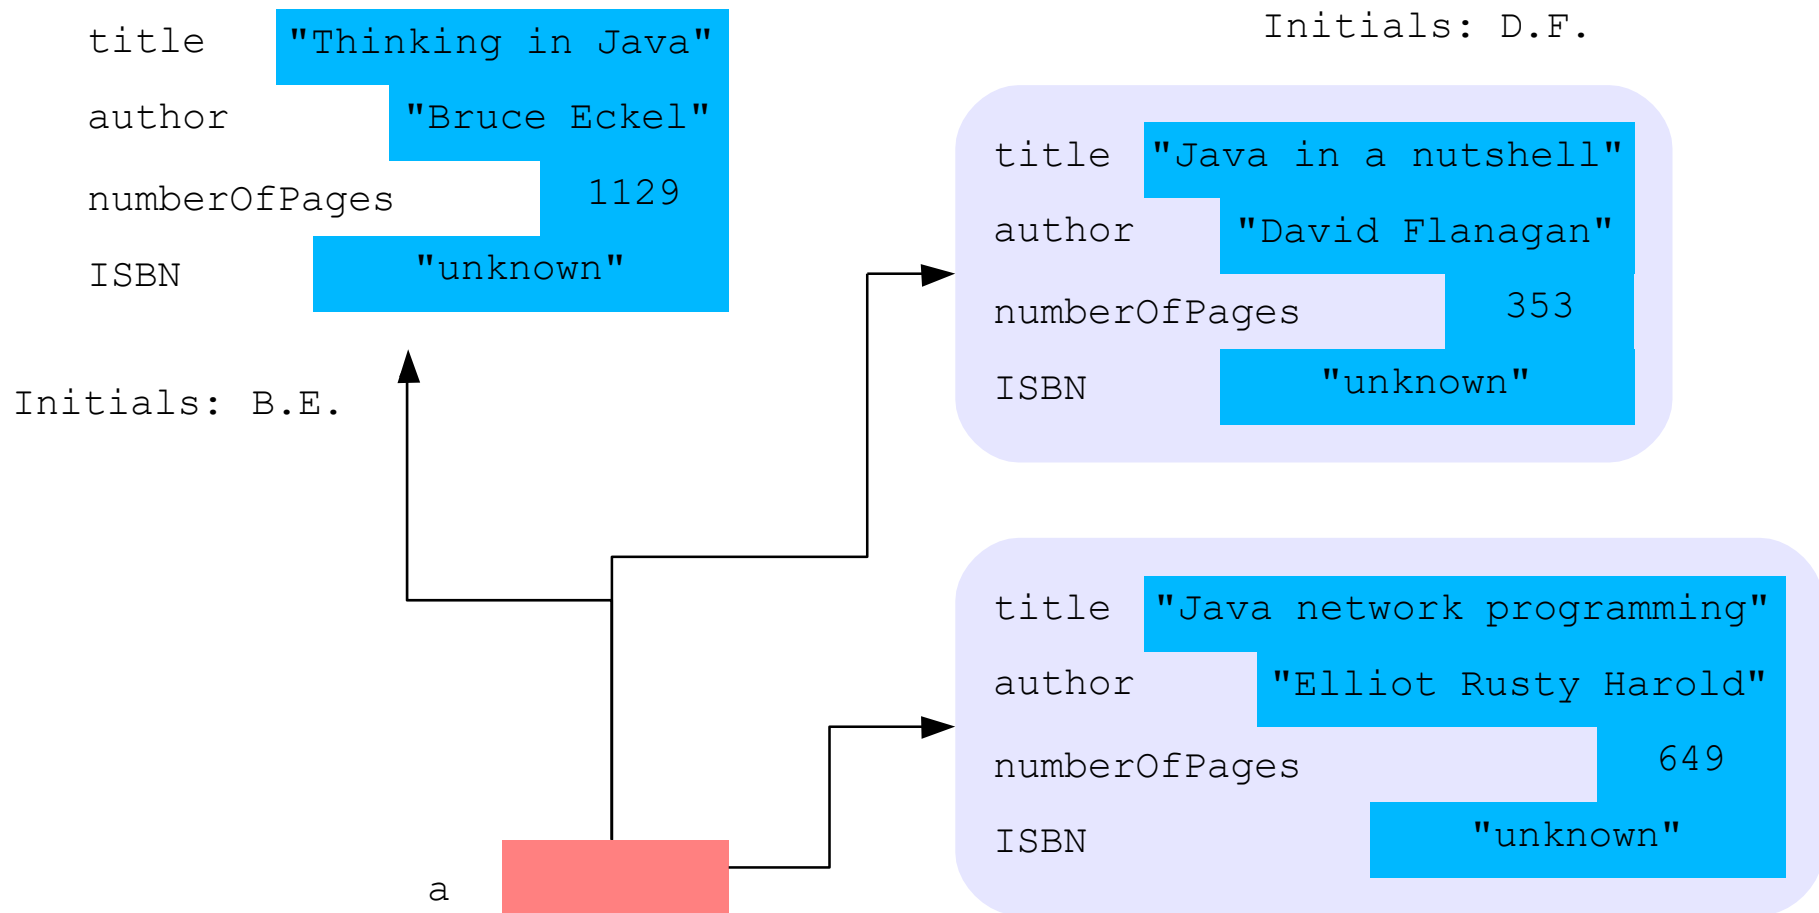 title "Thinking in Java"
author "Bruce Eckel"
numberOfPages 1129
ISBN "unknown"
Initials: B.E.
Initials: D.F.
title "Java in a nutshell"
author "David Flanagan"
numberOfPages 353
ISBN "unknown"
title "Java network programming"
author "Elliot Rusty Harold"
numberOfPages 649
ISBN "unknown"
a